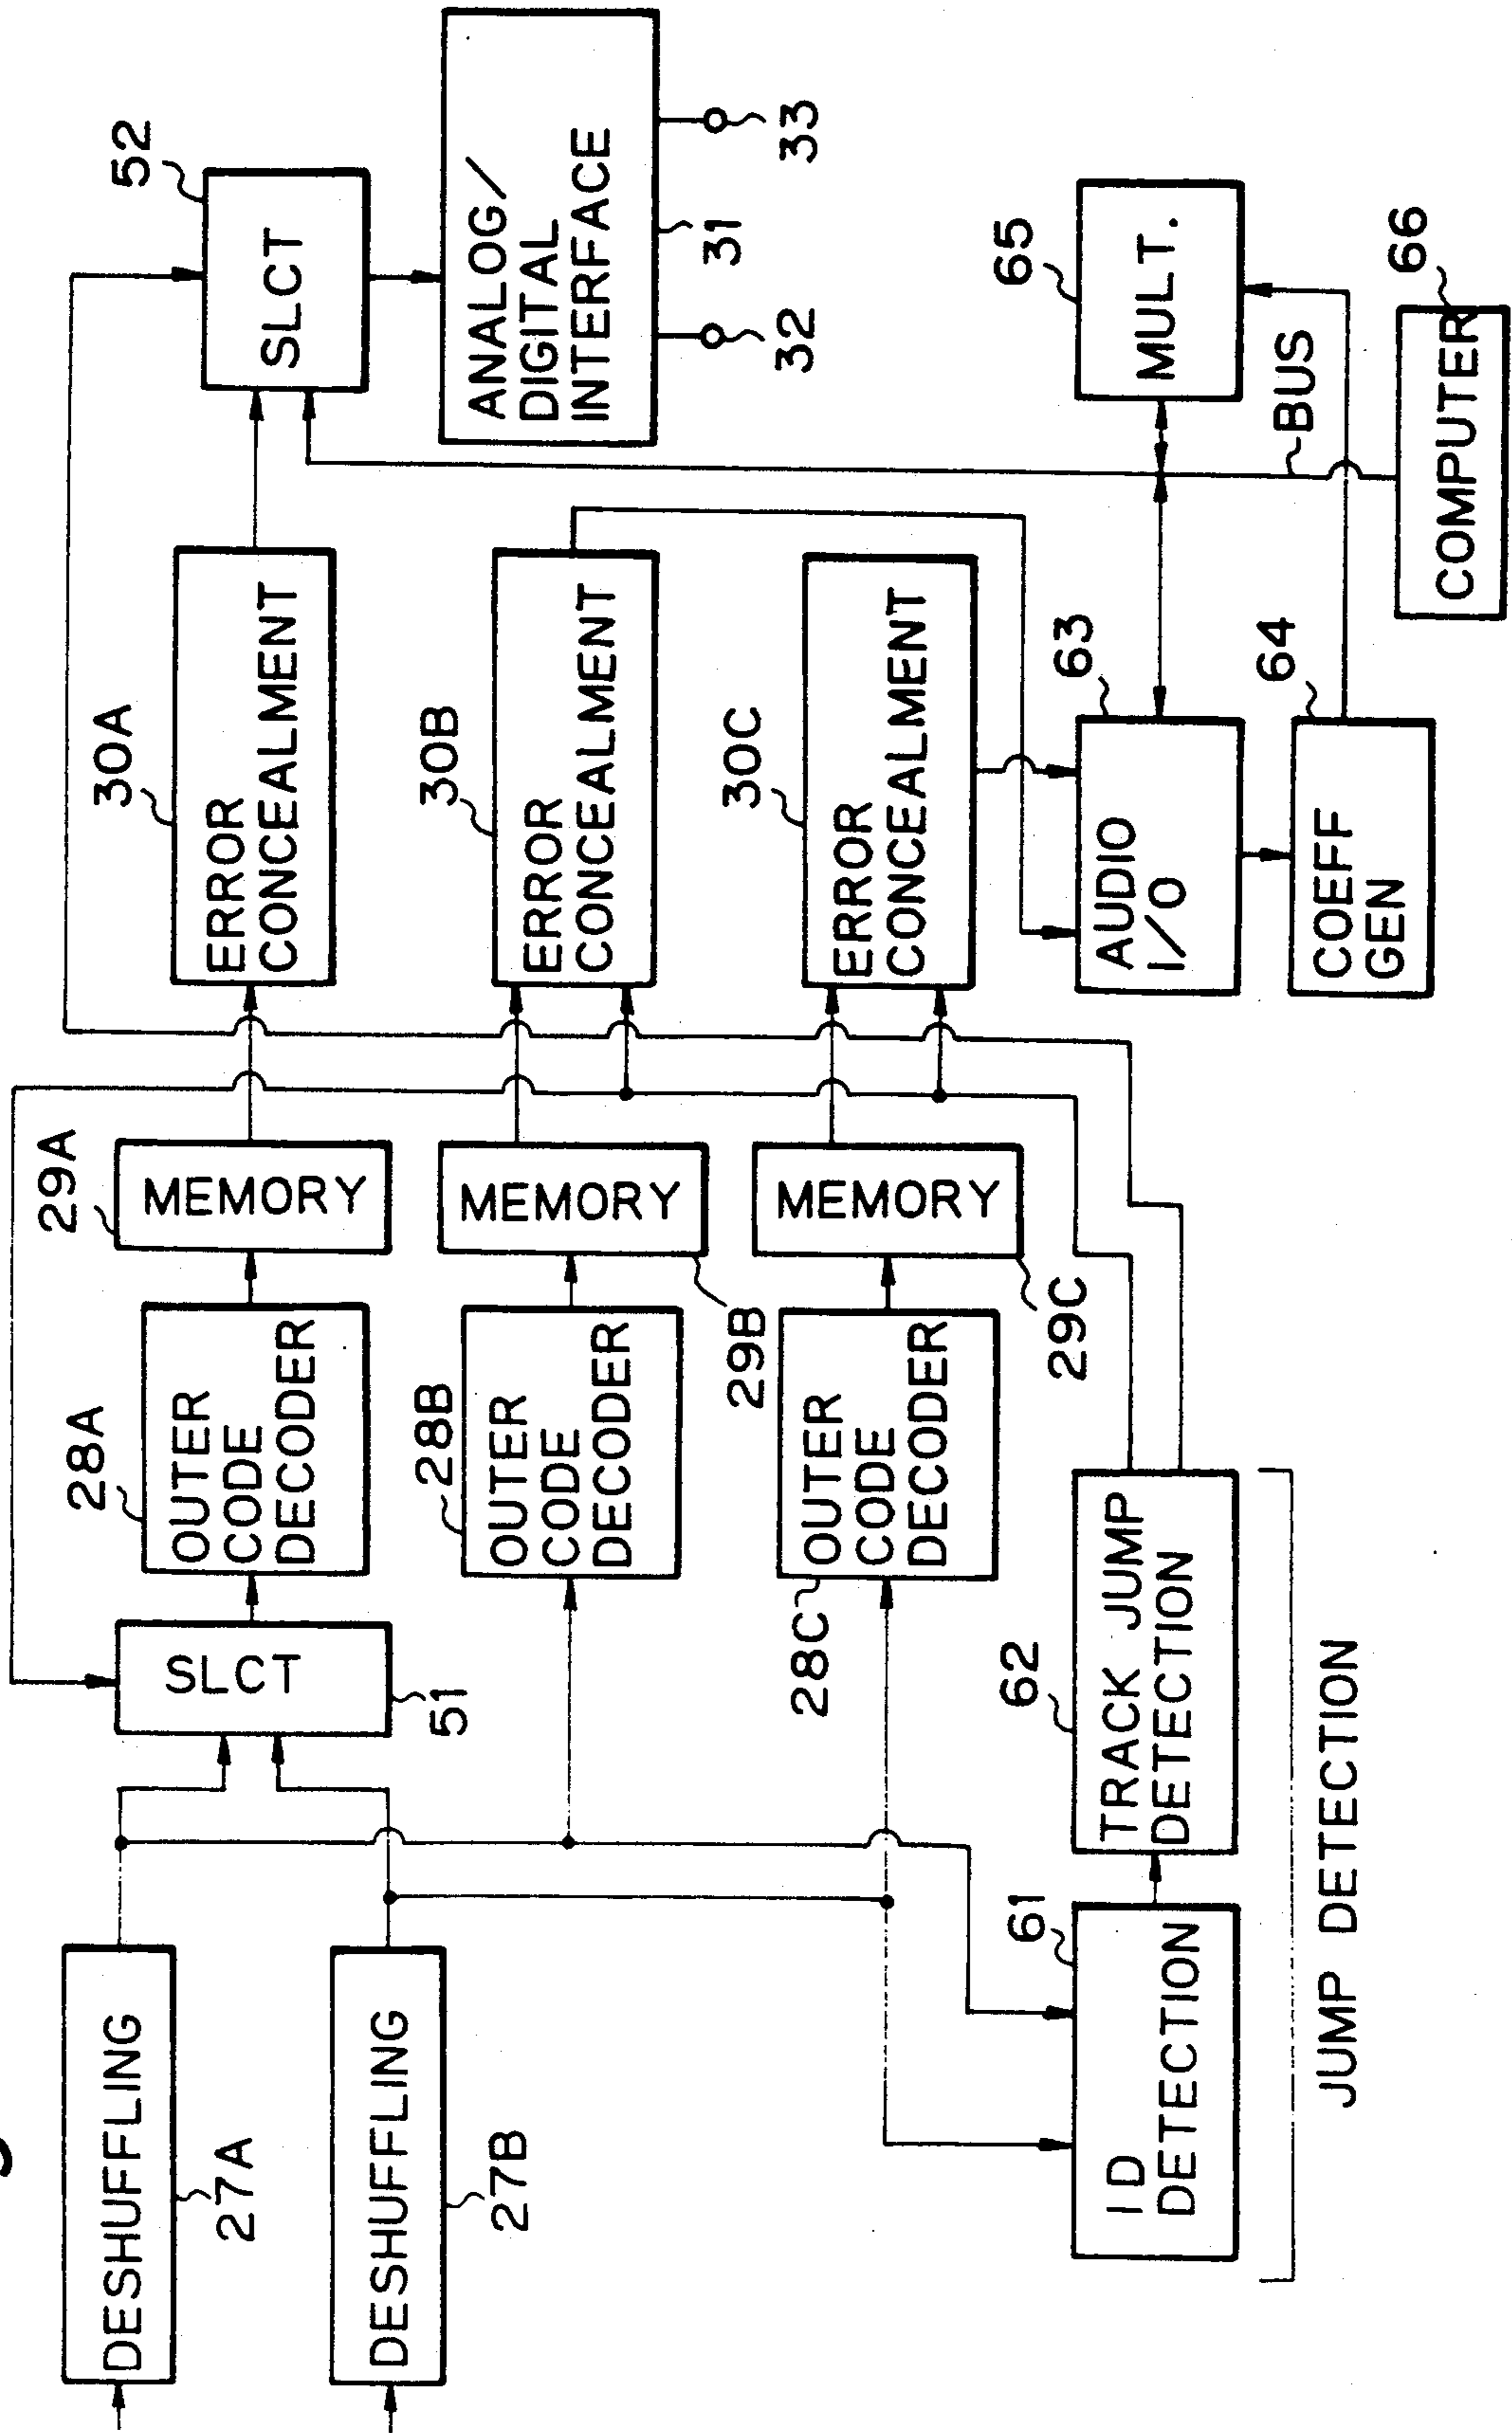 DESHUFFLING
27A
DESHUFFLING
27B
SLCT
51
28A
OUTER
CODE
DECODER
29A
MEMORY
30A
ERROR
CONCEALMENT
52
SLCT
ANALOG/
DIGITAL
INTERFACE
31
32
33
28B
OUTER
CODE
DECODER
MEMORY
29B
30B
ERROR
CONCEALMENT
28C
OUTER
CODE
DECODER
MEMORY
29C
30C
ERROR
CONCEALMENT
61
ID
DETECTION
62
TRACK JUMP
DETECTION
JUMP DETECTION
63
AUDIO
I/O
64
COEFF
GEN
65
MULT.
BUS
66
COMPUTER